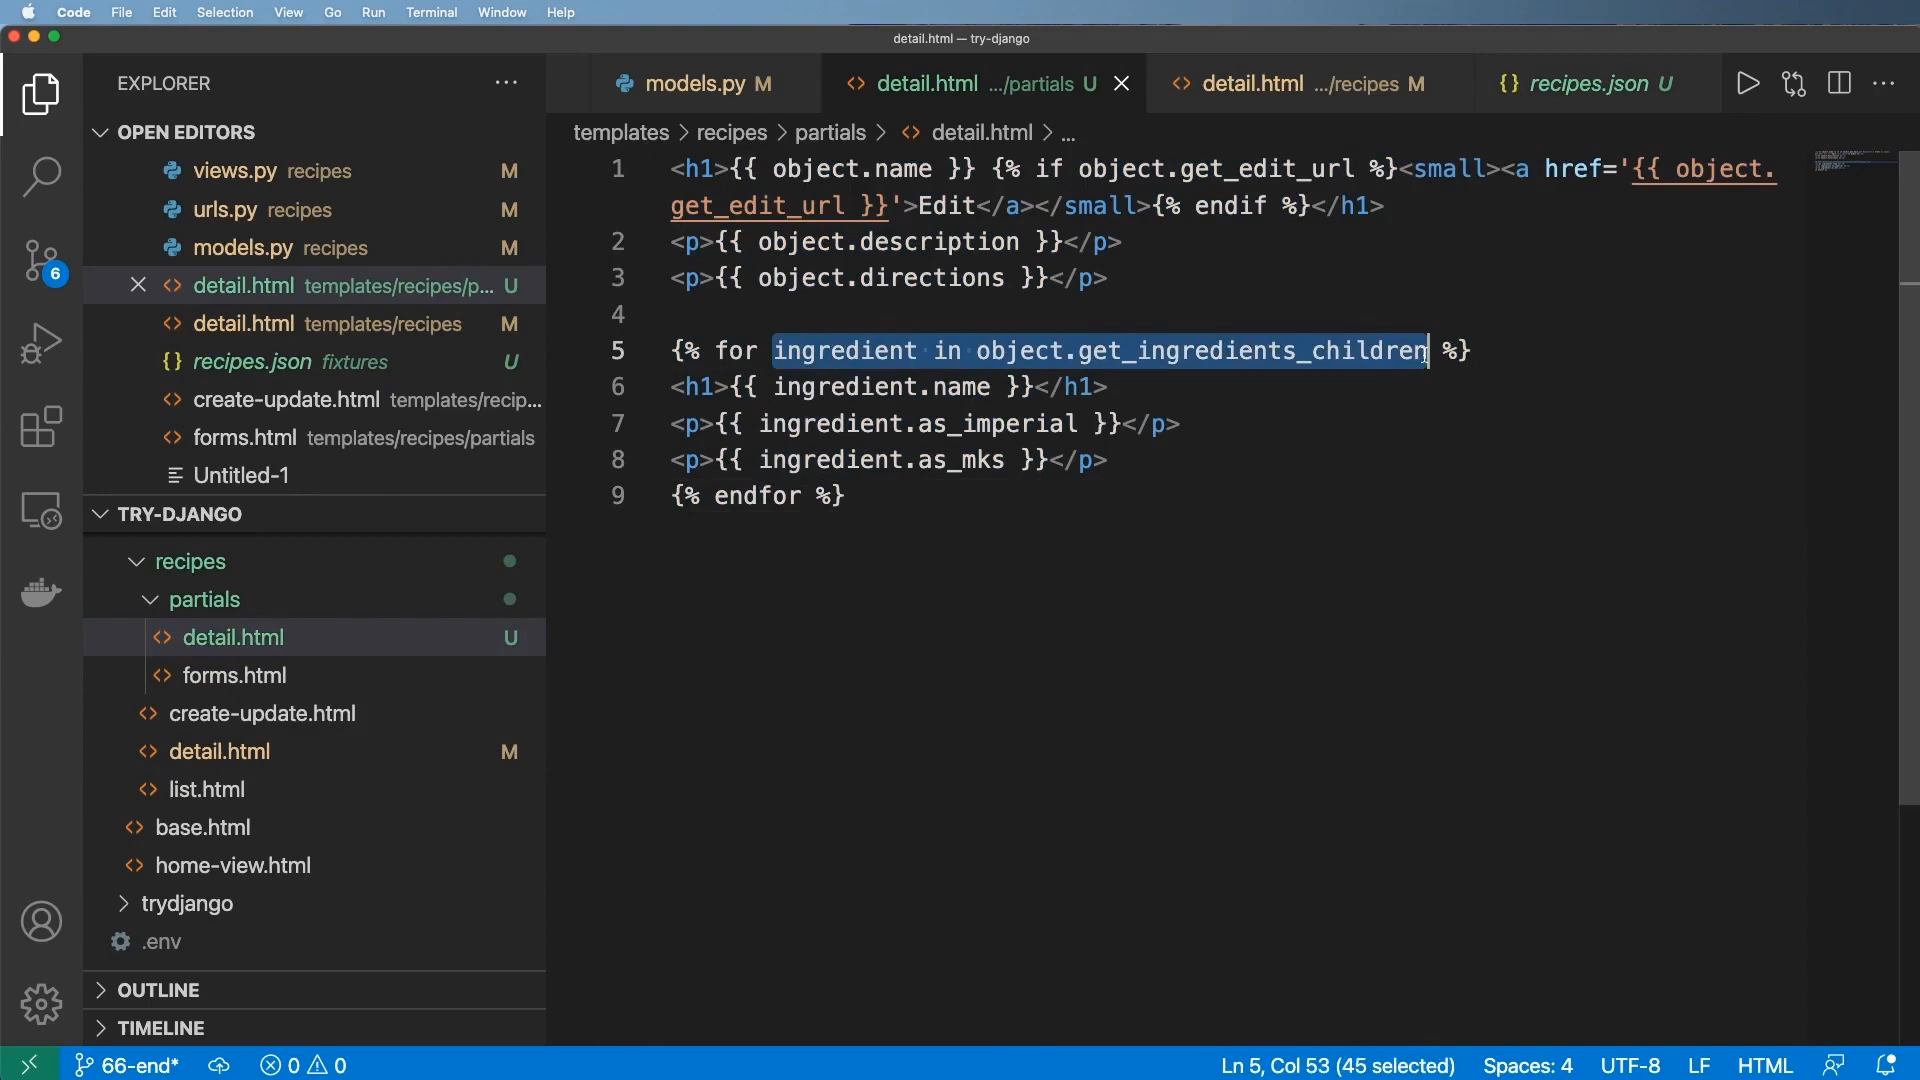 Code File Edit Selection View Go Run Terminal Window Help
detail.html — try-django
EXPLORER ···
models.py M
detail.html .../partials U
detail.html .../recipes M
{} recipes.json U
OPEN EDITORS
views.py recipes M
urls.py recipes M
models.py recipes M
detail.html templates/recipes/p... U
detail.html templates/recipes M
{} recipes.json fixtures U
create-update.html templates/recip...
forms.html templates/recipes/partials
Untitled-1
TRY-DJANGO
recipes
partials
detail.html U
forms.html
create-update.html
detail.html M
list.html
base.html
home-view.html
trydjango
.env
OUTLINE
TIMELINE
6
templates > recipes > partials > <> detail.html > ...
1 <h1>{{ object.name }} {% if object.get_edit_url %}<small><a href='{{ object.
get_edit_url }}'>Edit</a></small>{% endif %}</h1>
2 <p>{{ object.description }}</p>
3 <p>{{ object.directions }}</p>
4
5 {% for ingredient in object.get_ingredients_children %}
6 <h1>{{ ingredient.name }}</h1>
7 <p>{{ ingredient.as_imperial }}</p>
8 <p>{{ ingredient.as_mks }}</p>
9 {% endfor %}
66-end* 0 0 Ln 5, Col 53 (45 selected) Spaces: 4 UTF-8 LF HTML